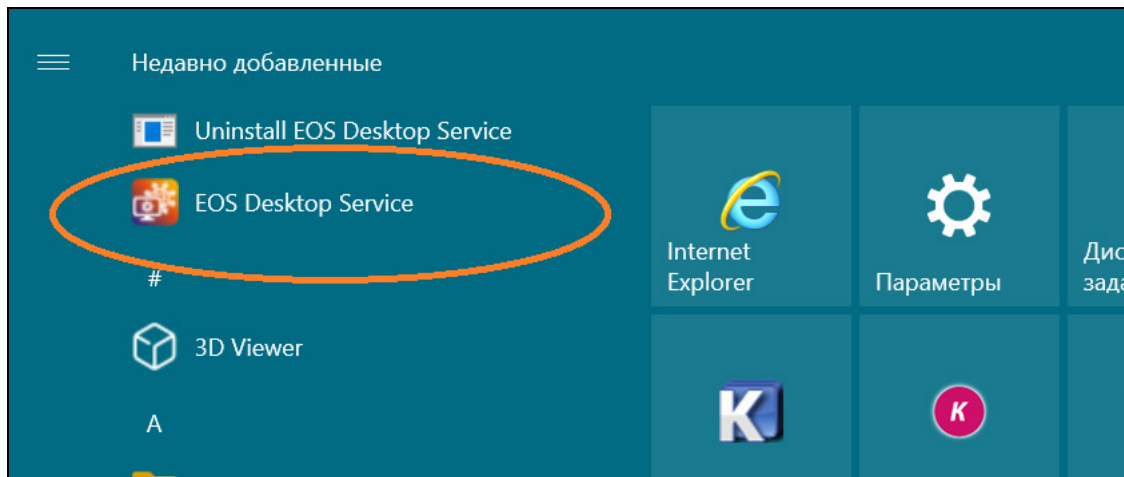 Недавно добавленные
Uninstall EOS Desktop Service
EOS Desktop Service
#
3D Viewer
A
Internet
Explorer
Параметры
K
K